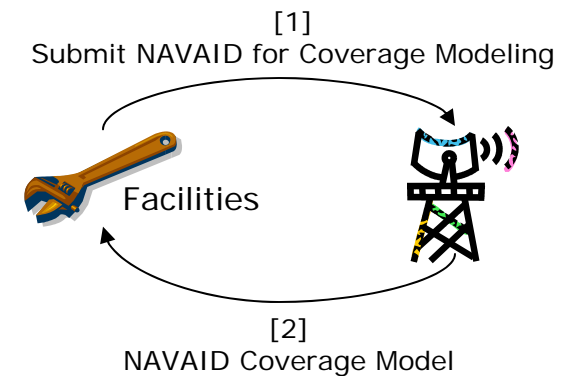 [1]
Submit NAVAID for Coverage Modeling
Facilities
[2]
NAVAID Coverage Model